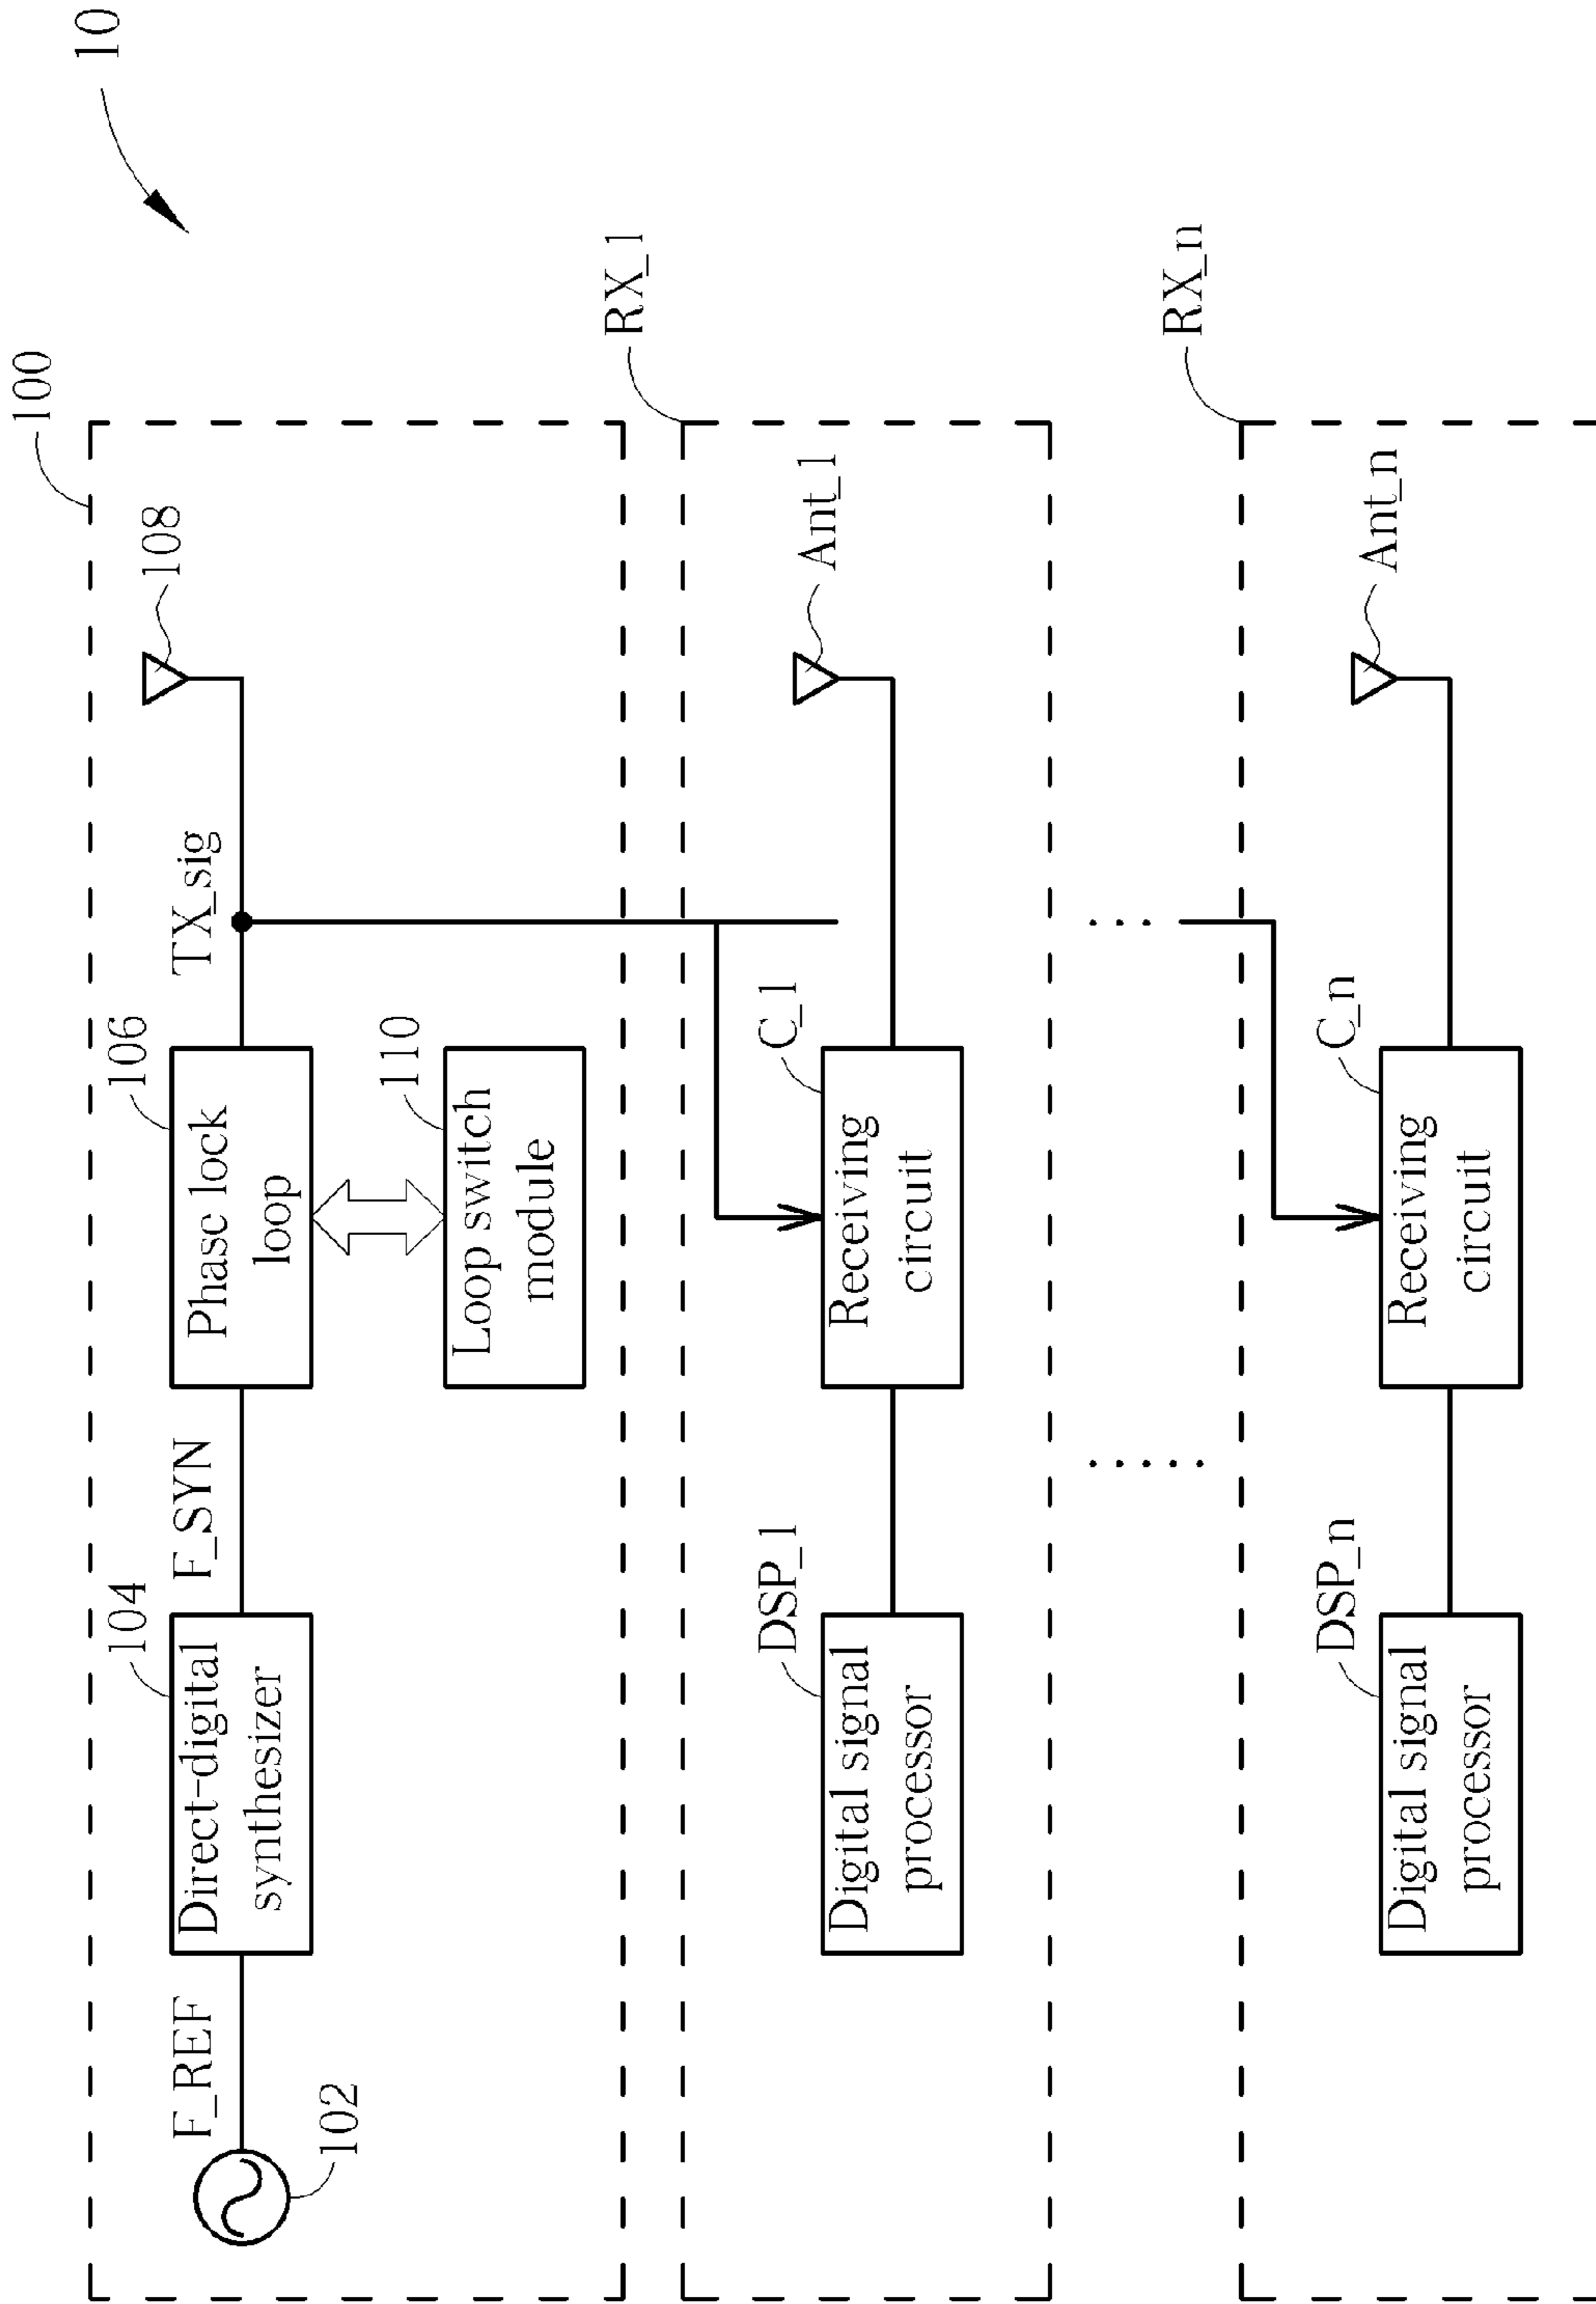 10
100
F_REF
102
104
Direct-digital
synthesizer
F_SYN
106
Phase lock
loop
TX_sig
108
110
Loop switch
module
RX_1
DSP_1
Digital signal
processor
C_1
Receiving
circuit
Ant_1
RX_n
DSP_n
Digital signal
processor
C_n
Receiving
circuit
Ant_n